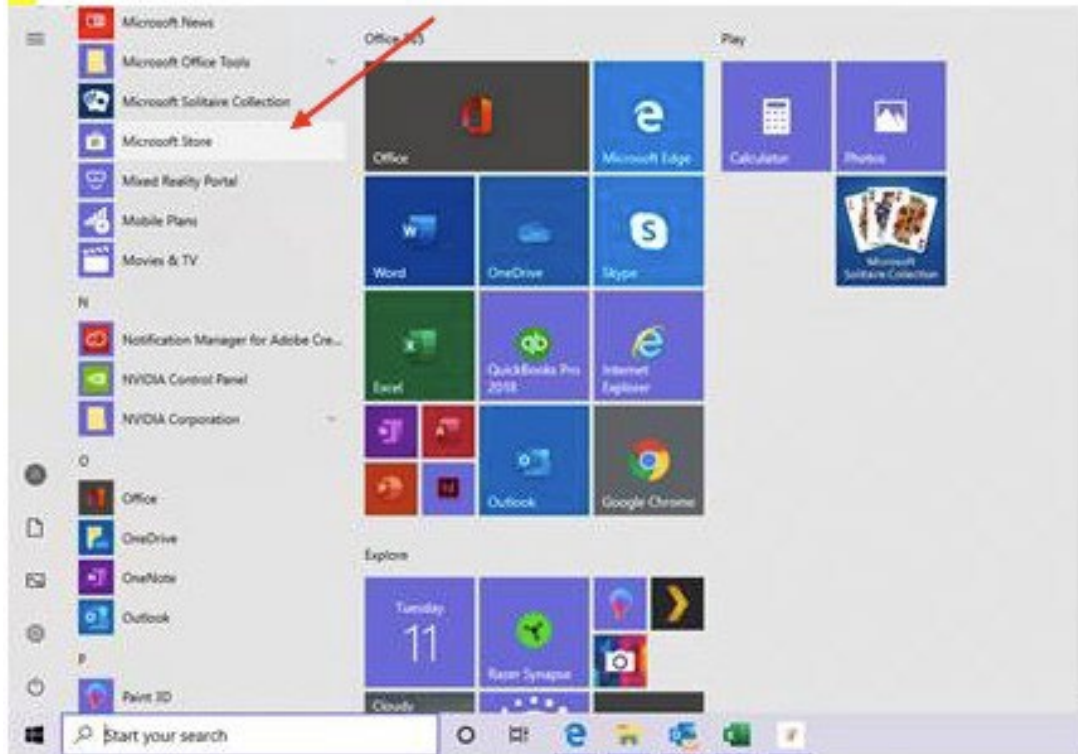 Microsoft News
Microsoft Office Tools
Microsoft Solitaire Collection
Microsoft Store
Mixed Reality Portal
Mobile Plans
Movies & TV
N
Notification Manager for Adobe Cre...
NVIDIA Control Panel
NVIDIA Corporation
O
Office
OneDrive
OneNote
Outlook
P
Paint 3D
Office
Office
Microsoft Edge
Word
OneDrive
Skype
Excel
QuickBooks Pro
2018
Internet
Explorer
Outlook
Google Chrome
Explore
Tuesday
11
Razer Synapse
Cloudy
Play
Calculator
Photos
Microsoft
Solitaire Collection
Start your search